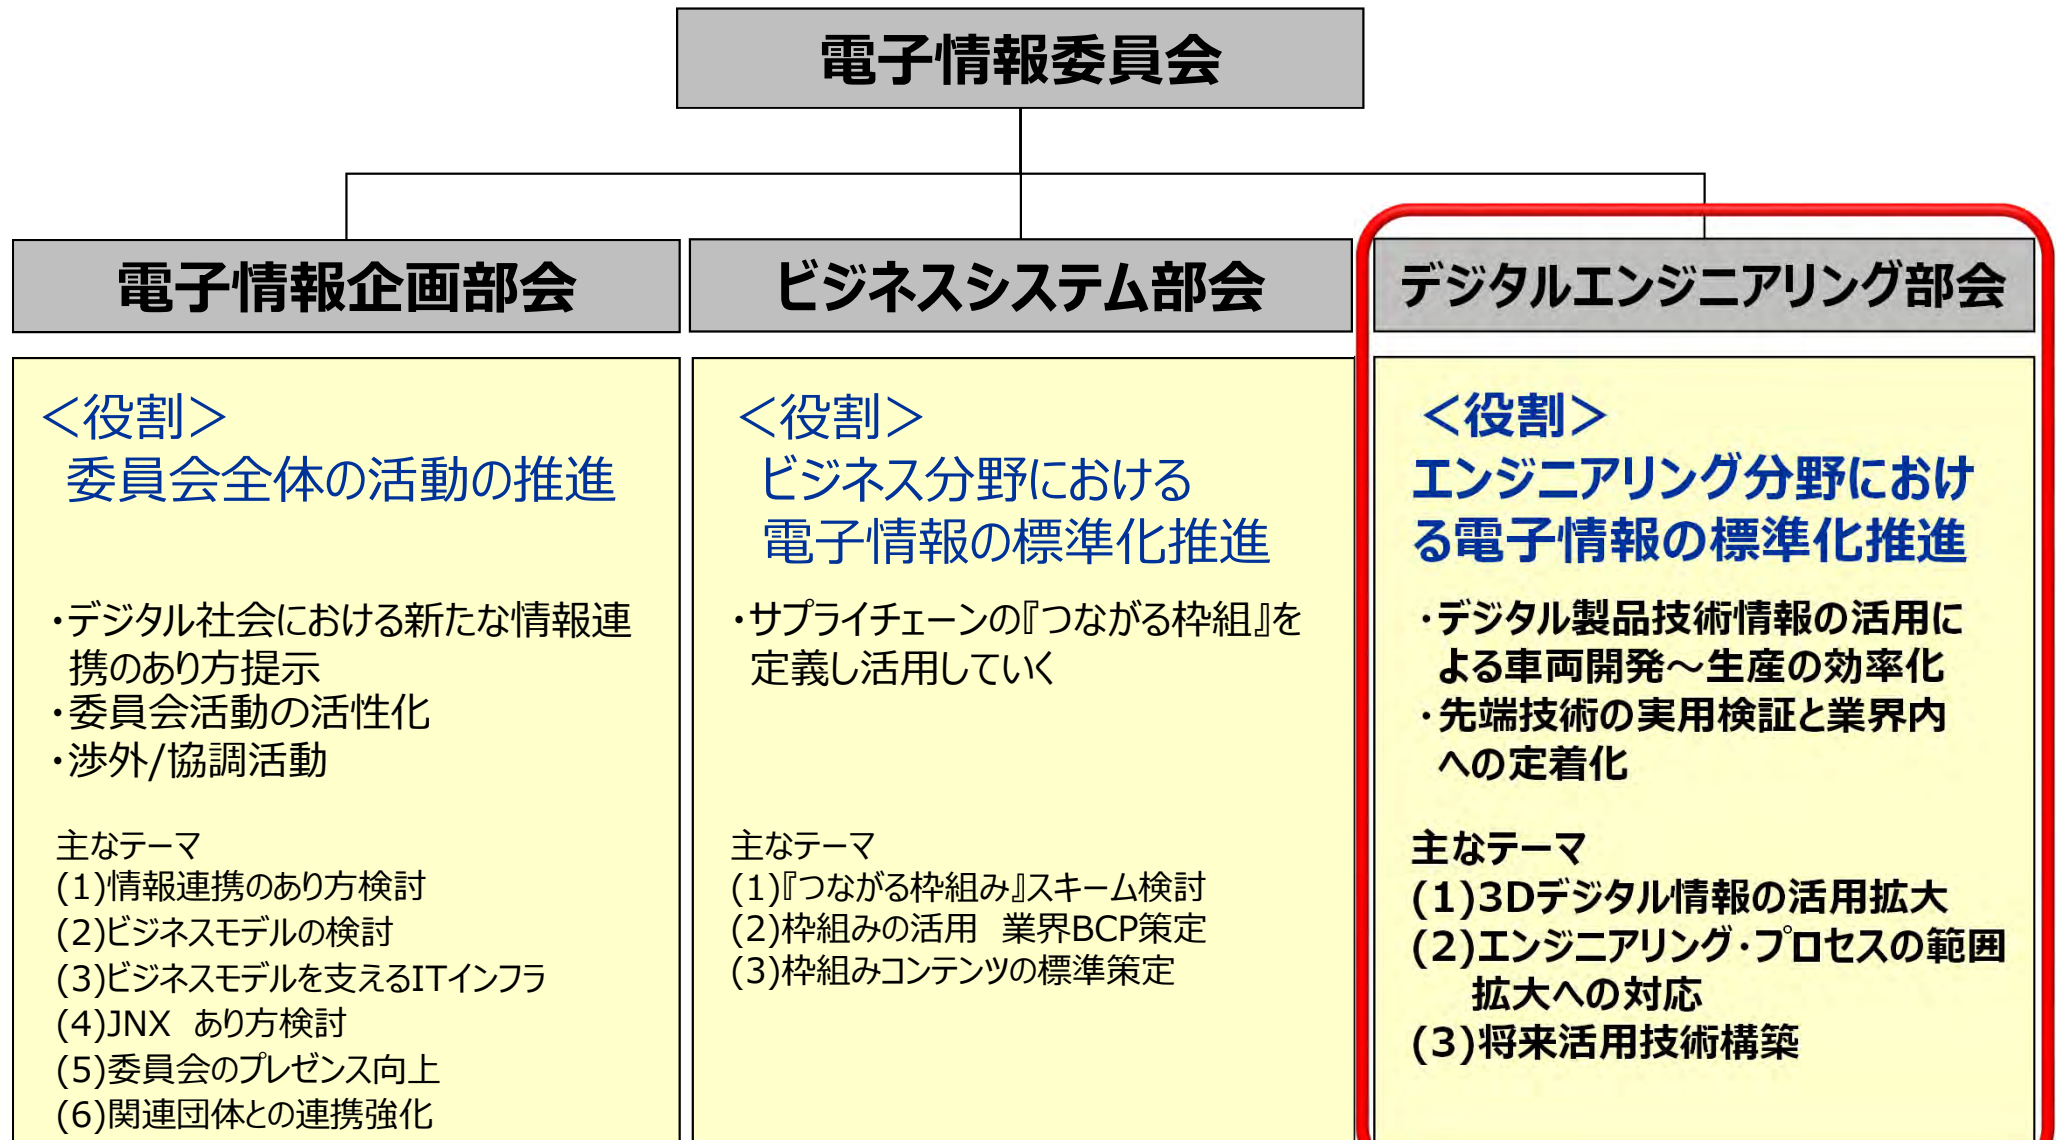 電子情報委員会
電子情報企画部会
＜役割＞
委員会全体の活動の推進
・デジタル社会における新たな情報連
携のあり方提示
・委員会活動の活性化
・渉外/協調活動
主なテーマ
(1)情報連携のあり方検討
(2)ビジネスモデルの検討
(3)ビジネスモデルを支えるITインフラ
(4)JNX　あり方検討
(5)委員会のプレゼンス向上
(6)関連団体との連携強化
ビジネスシステム部会
＜役割＞
ビジネス分野における
電子情報の標準化推進
・サプライチェーンの『つながる枠組』を
定義し活用していく
主なテーマ
(1)『つながる枠組み』スキーム検討
(2)枠組みの活用　業界BCP策定
(3)枠組みコンテンツの標準策定
デジタルエンジニアリング部会
＜役割＞
エンジニアリング分野におけ
る電子情報の標準化推進
・デジタル製品技術情報の活用に
よる車両開発～生産の効率化
・先端技術の実用検証と業界内
への定着化
主なテーマ
(1)3Dデジタル情報の活用拡大
(2)エンジニアリング・プロセスの範囲
拡大への対応
(3)将来活用技術構築